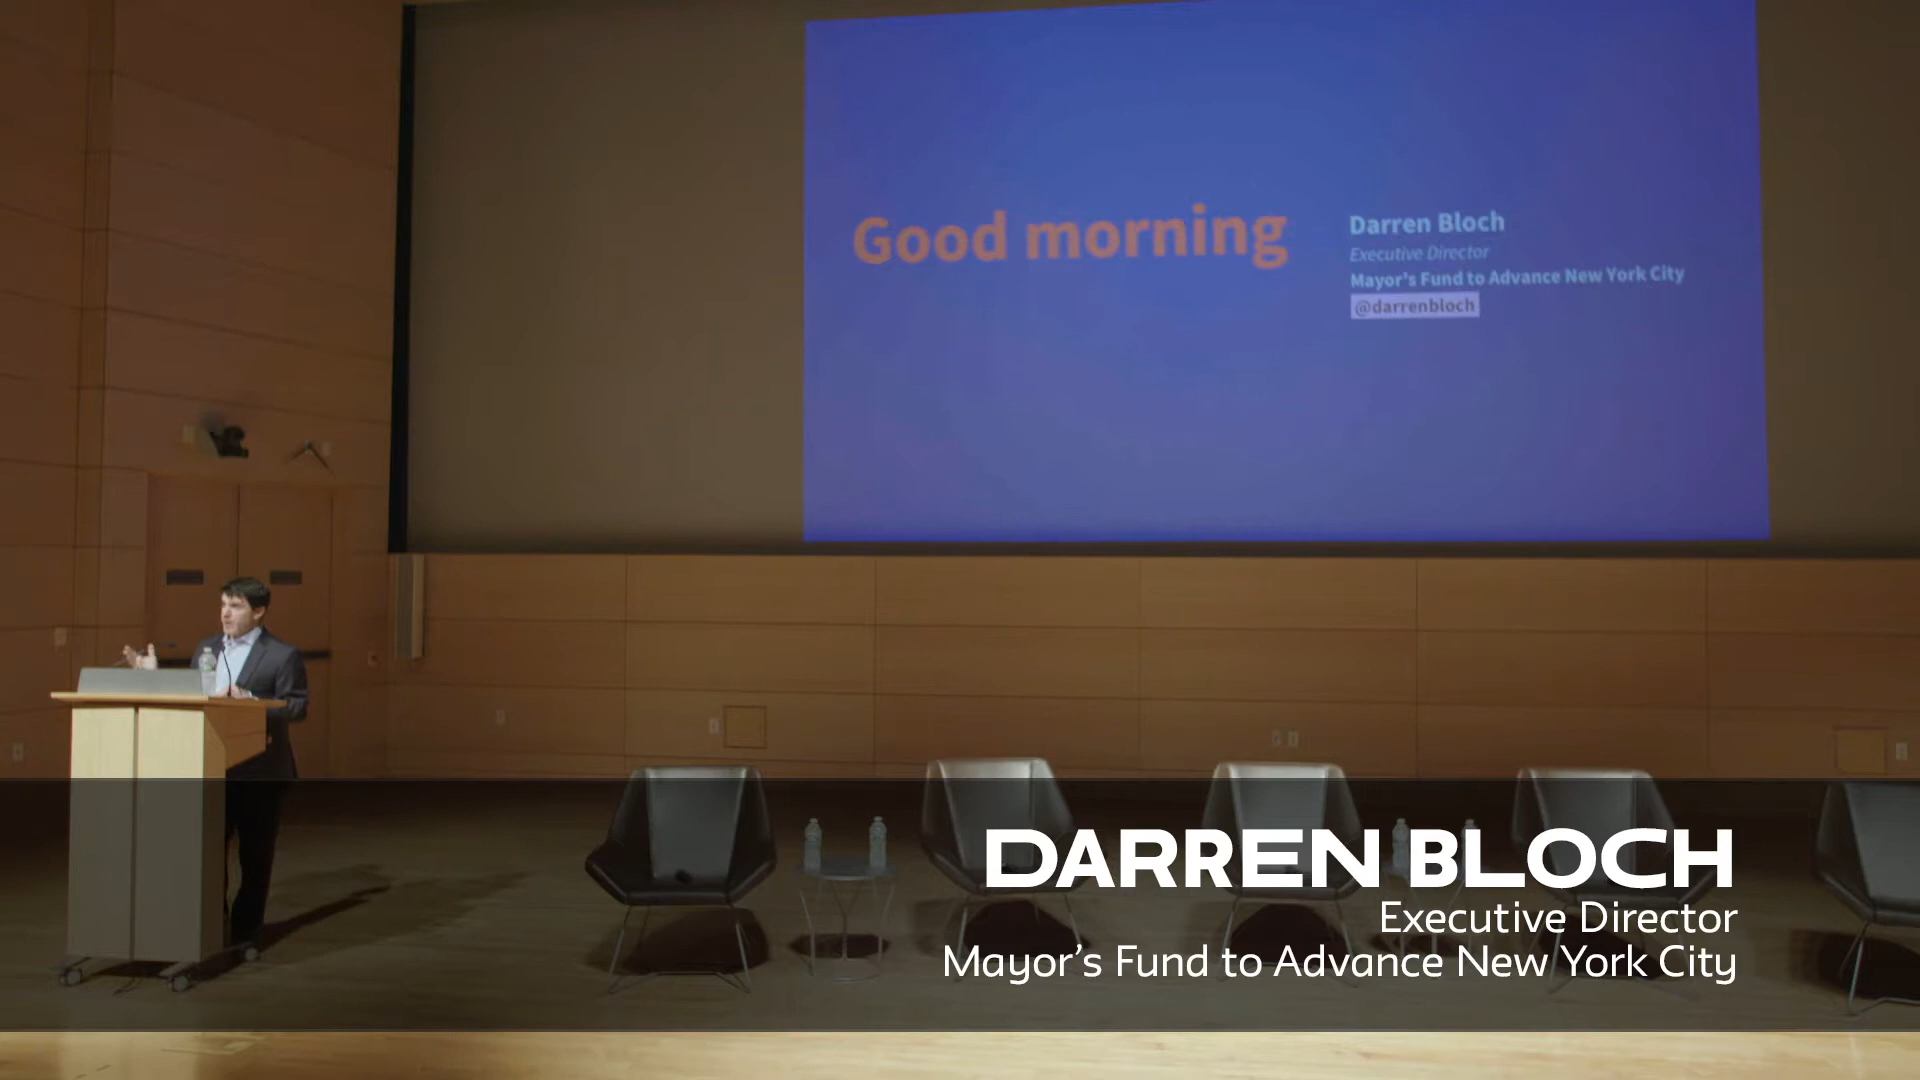 Good morning
Darren Bloch
Executive Director
Mayor's Fund to Advance New York City
@darrenbloch
DARREN BLOCH
Executive Director
Mayor’s Fund to Advance New York City